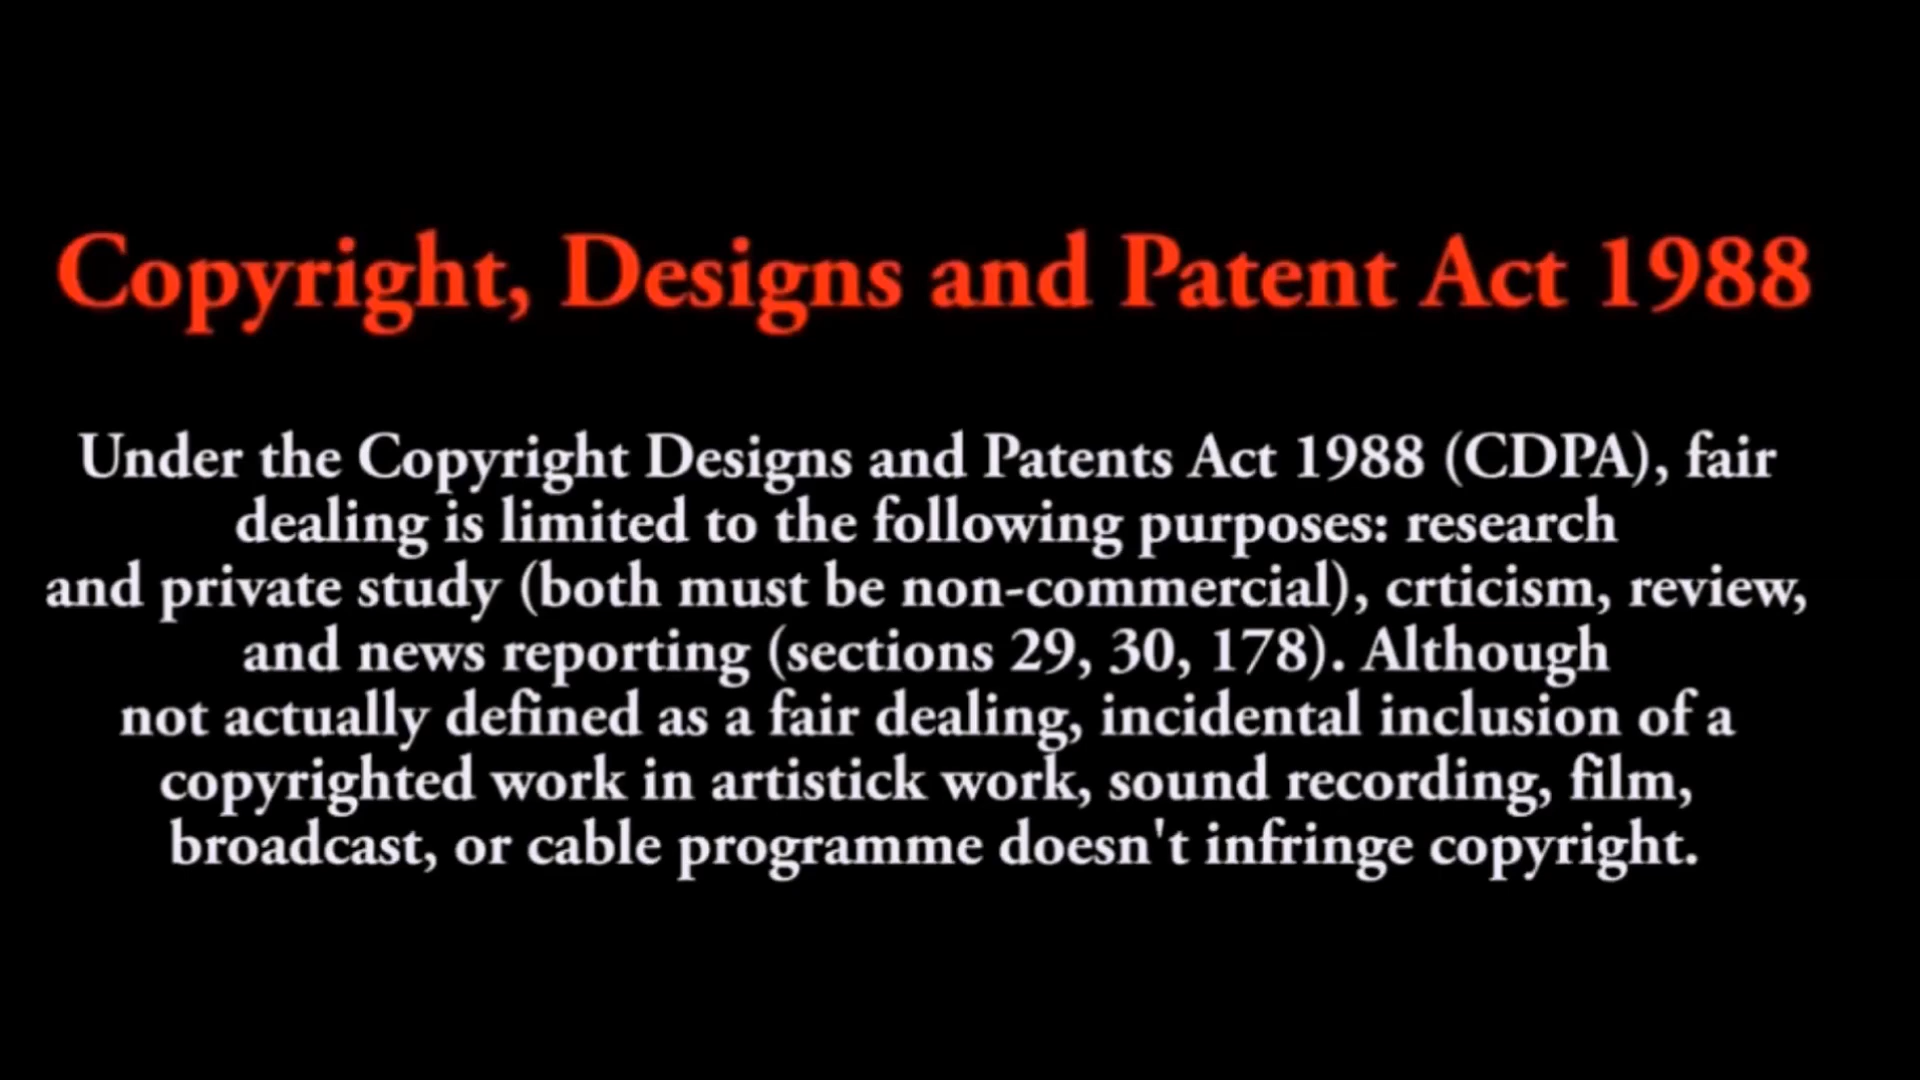 Copyright, Designs and Patent Act 1988
Under the Copyright Designs and Patents Act 1988 (CDPA), fair
dealing is limited to the following purposes: research
and private study (both must be non-commercial), crticism, review,
and news reporting (sections 29, 30, 178). Although
not actually defined as a fair dealing, incidental inclusion of a
copyrighted work in artistick work, sound recording, film,
broadcast, or cable programme doesn't infringe copyright.